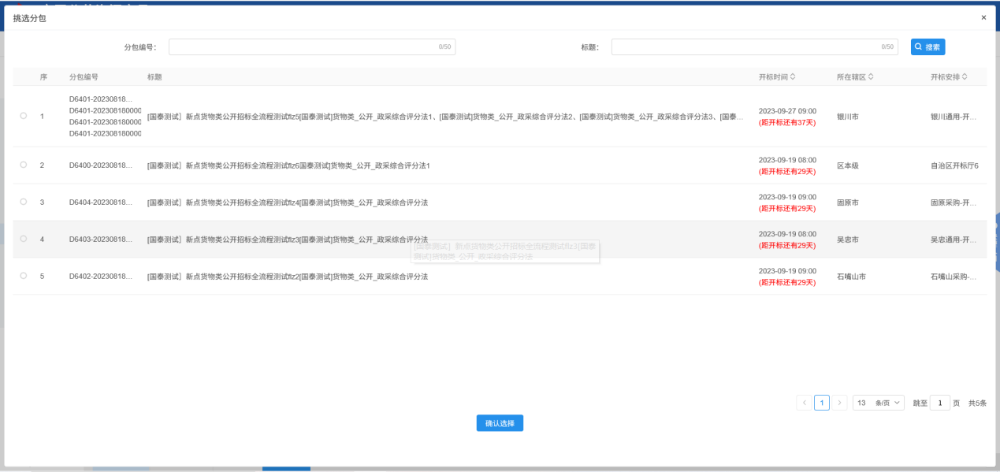 挑选分包
×
分包编号：
0/50
标题：
0/50
搜索
序 分包编号 标题 开标时间 所在辖区 开标安排
D6401-20230818...
D6401-202308180000
D6401-202308180000
D6401-202308180000
1
[国泰测试］新点货物类公开招标全流程测试flz5[国泰测试]货物类_公开_政采综合评分法1、[国泰测试]货物类_公开_政采综合评分法2、[国泰测试]货物类_公开_政采综合评分法3、[国泰...
2023-09-27 09:00
(距开标还有37天)
银川市
银川通用-开...
2 D6400-20230818... [国泰测试］新点货物类公开招标全流程测试flz6国泰测试]货物类_公开_政采综合评分法1
2023-09-19 08:00
(距开标还有29天)
区本级
自治区开标厅6
3 D6404-20230818... [国泰测试］新点货物类公开招标全流程测试flz4[国泰测试]货物类_公开_政采综合评分法
2023-09-19 09:00
(距开标还有29天)
固原市
固原采购-开...
4 D6403-20230818... [国泰测试］新点货物类公开招标全流程测试flz3[国泰测试]货物类_公开_政采综合评分法
2023-09-19 08:00
(距开标还有29天)
吴忠市
吴忠通用-开...
[国泰测试］新点货物类公开招标全流程测试flz3[国泰
测试]货物类_公开_政采综合评分法
5 D6402-20230818... [国泰测试］新点货物类公开招标全流程测试flz2[国泰测试]货物类_公开_政采综合评分法
2023-09-19 09:00
(距开标还有29天)
石嘴山市
石嘴山采购-...
< 1 > 13 条/页 跳至 1 页 共5条
确认选择